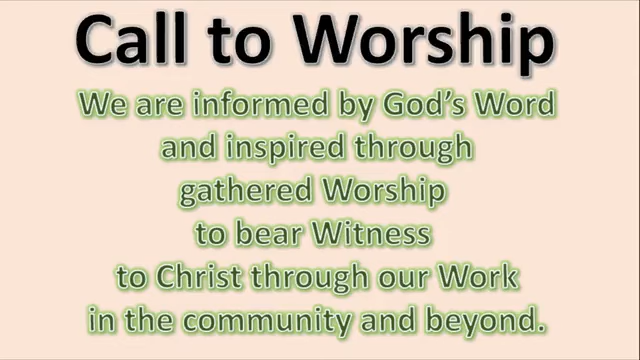 Call to Worship
We are informed by God’s Word
and inspired through
gathered Worship
to bear Witness
to Christ through our Work
in the community and beyond.